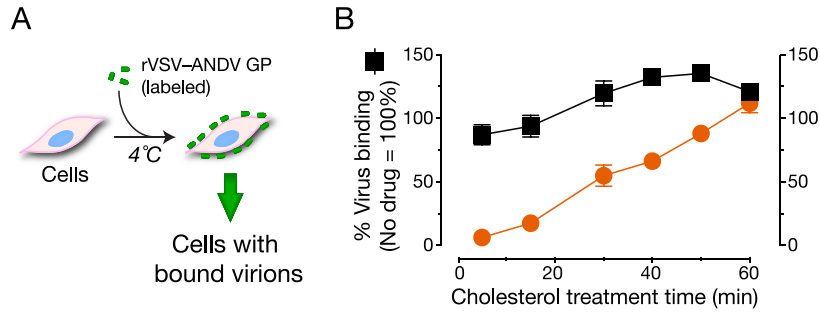 A
rVSV–ANDV GP
(labeled)
4°C
Cells
Cells with
bound virions
B
% Virus binding
(No drug = 100%)
150
100
50
0
150
100
50
0
0 20 40 60
Cholesterol treatment time (min)